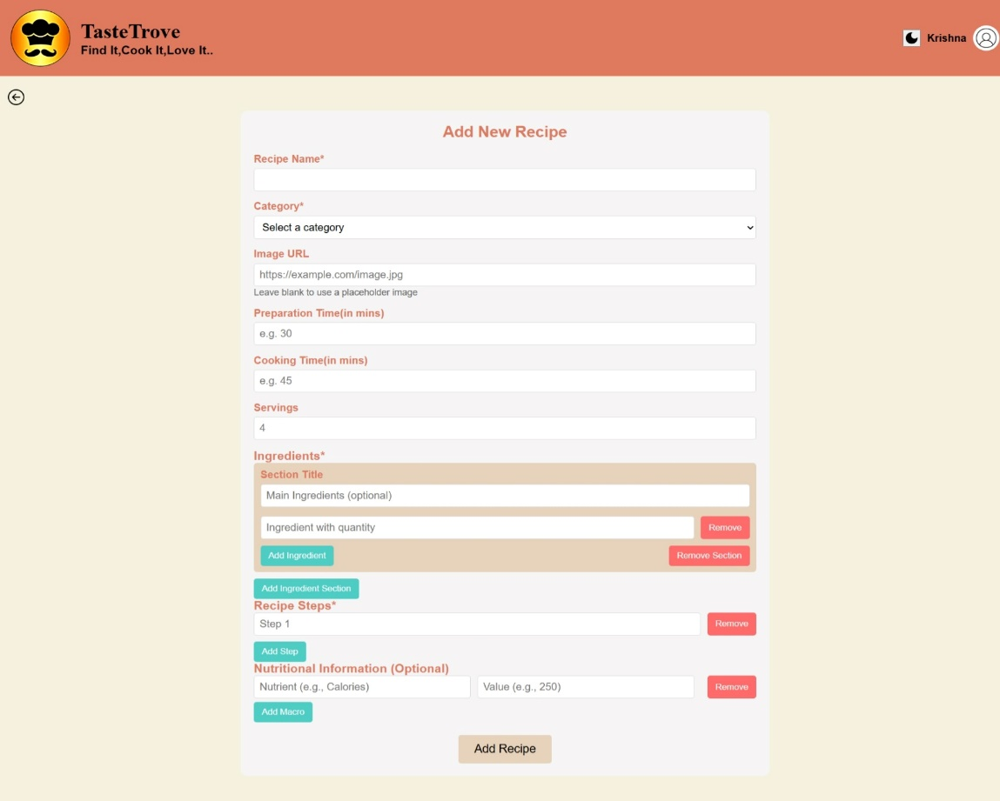 TasteTrove
Find It,Cook It,Love It..
Krishna
Add New Recipe
Recipe Name*
Category*
Select a category
Image URL
https://example.com/image.jpg
Leave blank to use a placeholder image
Preparation Time(in mins)
e.g. 30
Cooking Time(in mins)
e.g. 45
Servings
4
Ingredients*
Section Title
Main Ingredients (optional)
Ingredient with quantity
Remove
Add Ingredient
Remove Section
Add Ingredient Section
Recipe Steps*
Step 1
Remove
Add Step
Nutritional Information (Optional)
Nutrient (e.g., Calories)
Value (e.g., 250)
Remove
Add Macro
Add Recipe